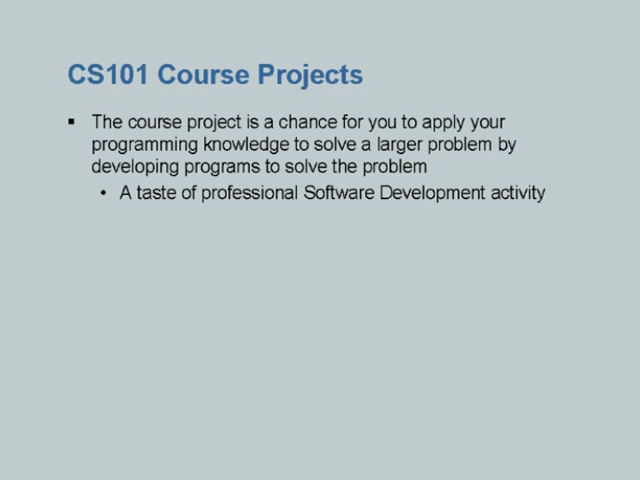 CS101 Course Projects
▪ The course project is a chance for you to apply your
programming knowledge to solve a larger problem by
developing programs to solve the problem
• A taste of professional Software Development activity